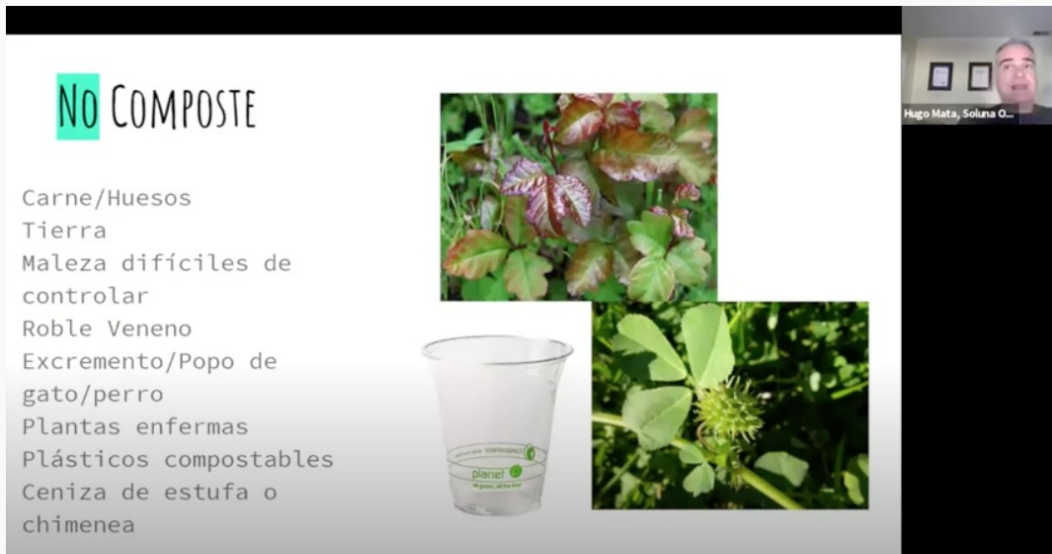 No Composte
Carne/Huesos
Tierra
Maleza difíciles de
controlar
Roble Veneno
Excremento/Popo de
gato/perro
Plantas enfermas
Plásticos compostables
Ceniza de estufa o
chimenea
planet
Hugo Mata, Soluna O...